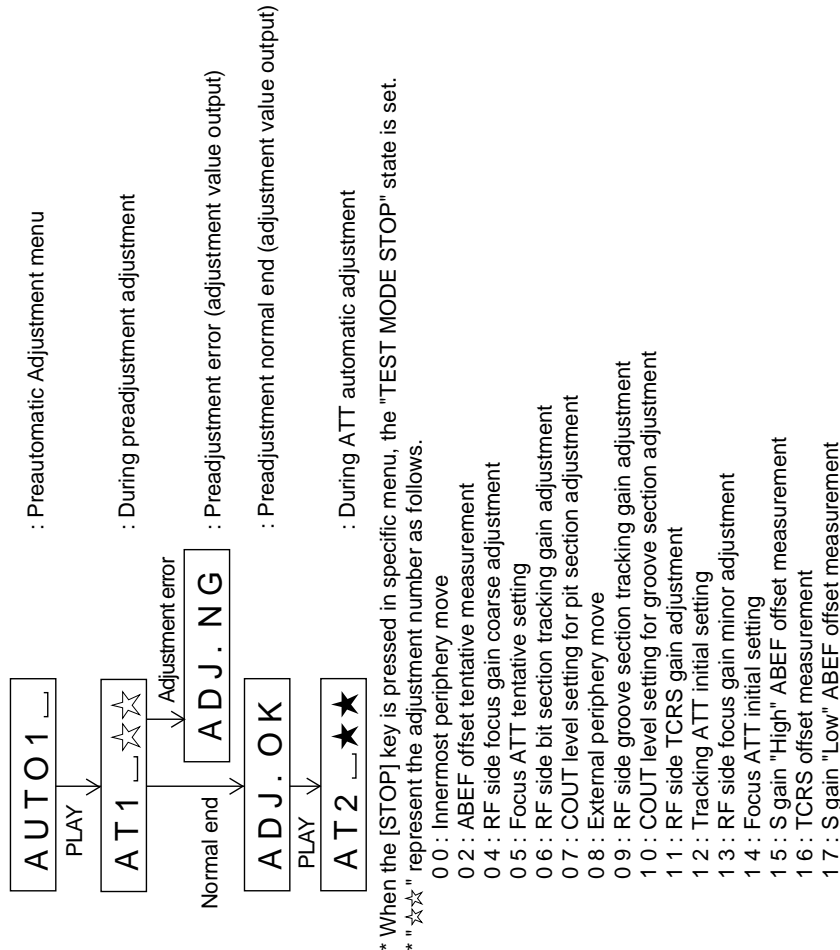 AUTO1 ⎵ : Preautomatic Adjustment menu
PLAY
AT1 ⎵☆☆ : During preadjustment adjustment
Adjustment error
ADJ. NG : Preadjustment error (adjustment value output)
Normal end
ADJ. OK : Preadjustment normal end (adjustment value output)
PLAY
AT2 ⎵★★ : During ATT automatic adjustment
* When the [STOP] key is pressed in specific menu, the "TEST MODE STOP" state is set.
* " ☆☆ " represent the adjustment number as follows.
0 0 : Innermost periphery move
0 2 : ABEF offset tentative measurement
0 4 : RF side focus gain coarse adjustment
0 5 : Focus ATT tentative setting
0 6 : RF side bit section tracking gain adjustment
0 7 : COUT level setting for pit section adjustment
0 8 : External periphery move
0 9 : RF side groove section tracking gain adjustment
1 0 : COUT level setting for groove section adjustment
1 1 : RF side TCRS gain adjustment
1 2 : Tracking ATT initial setting
1 3 : RF side focus gain minor adjustment
1 4 : Focus ATT initial setting
1 5 : S gain "High" ABEF offset measurement
1 6 : TCRS offset measurement
1 7 : S gain "Low" ABEF offset measurement